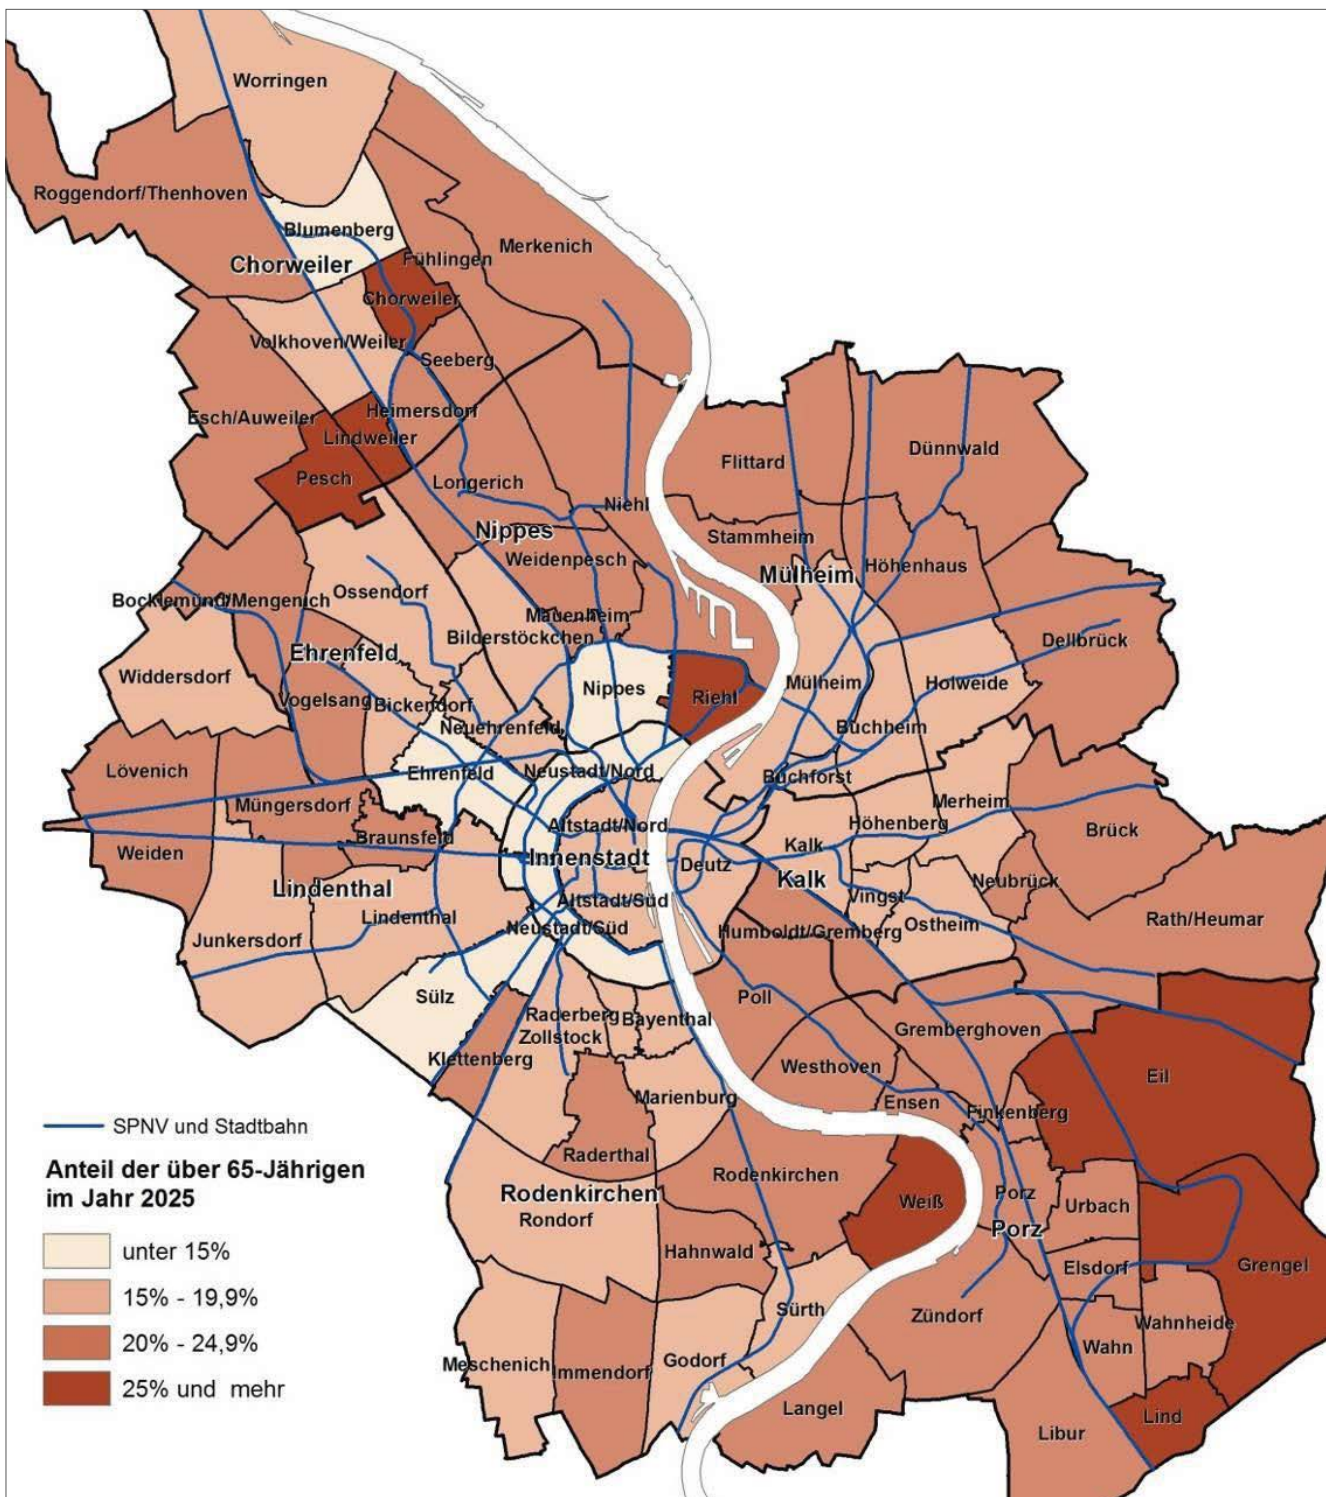 Worringen
Roggendorf/Thenhoven
Blumenberg
Merkenich
Fühlingen
Chorweiler
Chorweiler
Volkhoven/Weiler
Seeberg
Heimersdorf
Esch/Auweiler
Lindweiler
Pesch
Longerich
Niehl
Flittard
Dünnwald
Nippes
Stammheim
Weidenpesch
Höhenhaus
Mülheim
Ossendorf
Bocklemünd/Mengenich
Mauenheim
Bilderstöckchen
Dellbrück
Ehrenfeld
Widdersdorf
Nippes
Riehl
Mülheim
Holweide
Vogelsang
Bickendorf
Neuehrenfeld
Buchheim
Lövenich
Ehrenfeld
Neustadt/Nord
Buchforst
Müngersdorf
Merheim
Braunsfeld
Altstadt/Nord
Höhenberg
Brück
Weiden
Innenstadt
Deutz
Kalk
Kalk
Neubrück
Lindenthal
Vingst
Altstadt/Süd
Lindenthal
Rath/Heumar
Junkersdorf
Neustadt/Süd
Humboldt/Gremberg
Ostheim
Sülz
Poll
Raderberg
Bayenthal
Zollstock
Gremberghoven
Klettenberg
Westhoven
Eil
Marienburg
Ensen
Finkenberg
SPNV und Stadtbahn
Raderthal
Rodenkirchen
Anteil der über 65-Jährigen
im Jahr 2025
Rodenkirchen
Weiß
Porz
Urbach
Rondorf
Porz
unter 15%
Hahnwald
Elsdorf
Grengel
15% - 19,9%
Sürth
Zündorf
Wahnheide
20% - 24,9%
Wahn
Meschenich
Immendorf
Godorf
25% und mehr
Langel
Lind
Libur